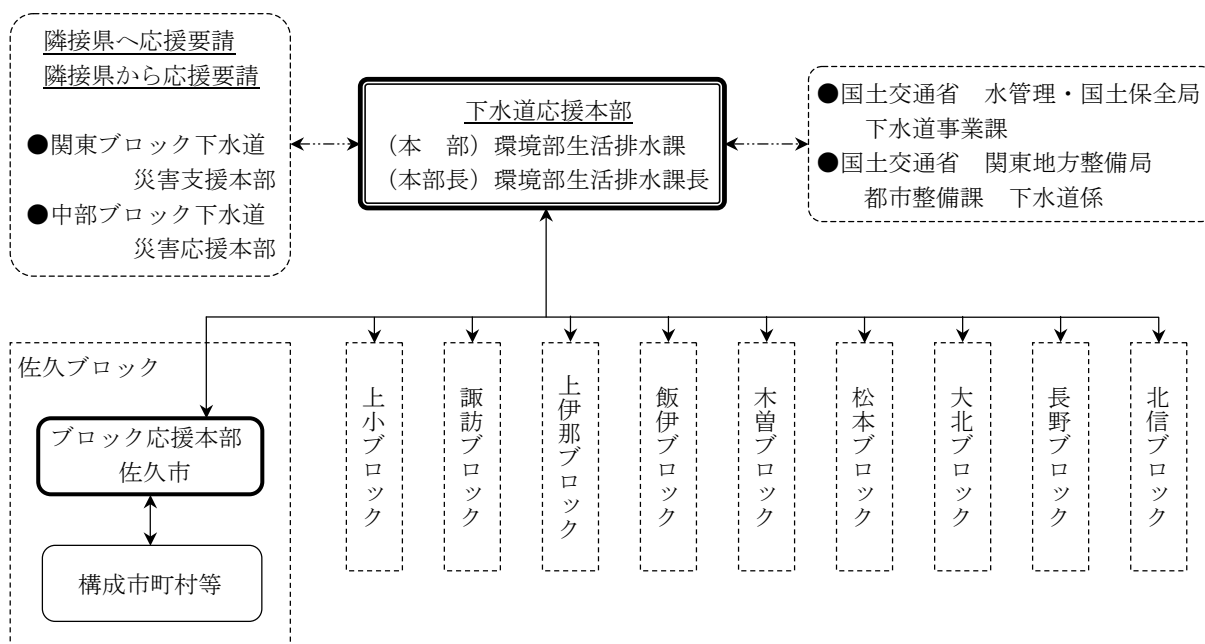 隣接県へ応援要請
隣接県から応援要請
●関東ブロック下水道
災害支援本部
●中部ブロック下水道
災害応援本部
下水道応援本部
（本　部）環境部生活排水課
（本部長）環境部生活排水課長
●国土交通省　水管理・国土保全局
下水道事業課
●国土交通省　関東地方整備局
都市整備課　下水道係
佐久ブロック
ブロック応援本部
佐久市
構成市町村等
上小ブロック
諏訪ブロック
上伊那ブロック
飯伊ブロック
木曽ブロック
松本ブロック
大北ブロック
長野ブロック
北信ブロック